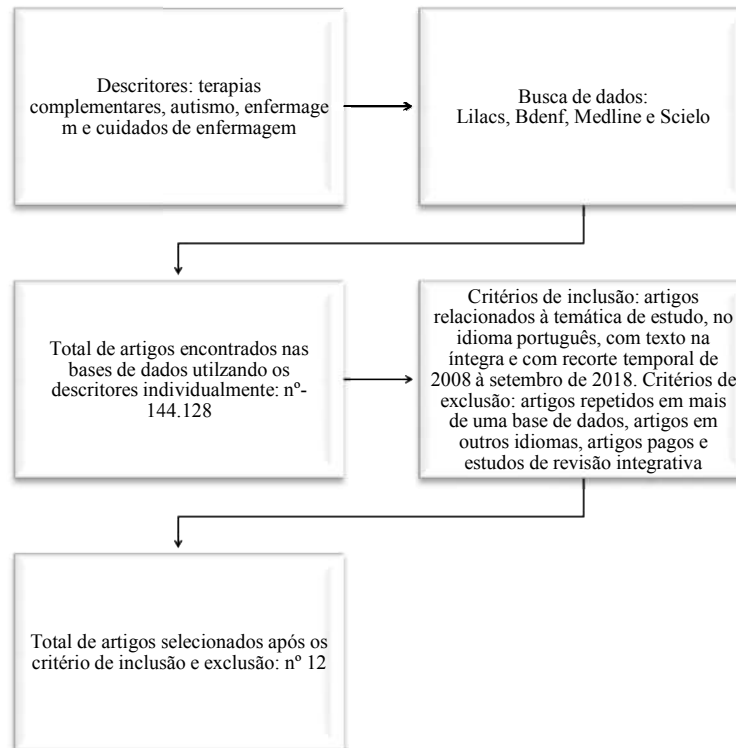 Descritores: terapias
complementares, autismo, enfermage
m e cuidados de enfermagem
Busca de dados:
Lilacs, Bdenf, Medline e Scielo
Total de artigos encontrados nas
bases de dados utilzando os
descritores individualmente: nº-
144.128
Critérios de inclusão: artigos
relacionados à temática de estudo, no
idioma português, com texto na
íntegra e com recorte temporal de
2008 à setembro de 2018. Critérios de
exclusão: artigos repetidos em mais
de uma base de dados, artigos em
outros idiomas, artigos pagos e
estudos de revisão integrativa
Total de artigos selecionados após os
critério de inclusão e exclusão: nº 12